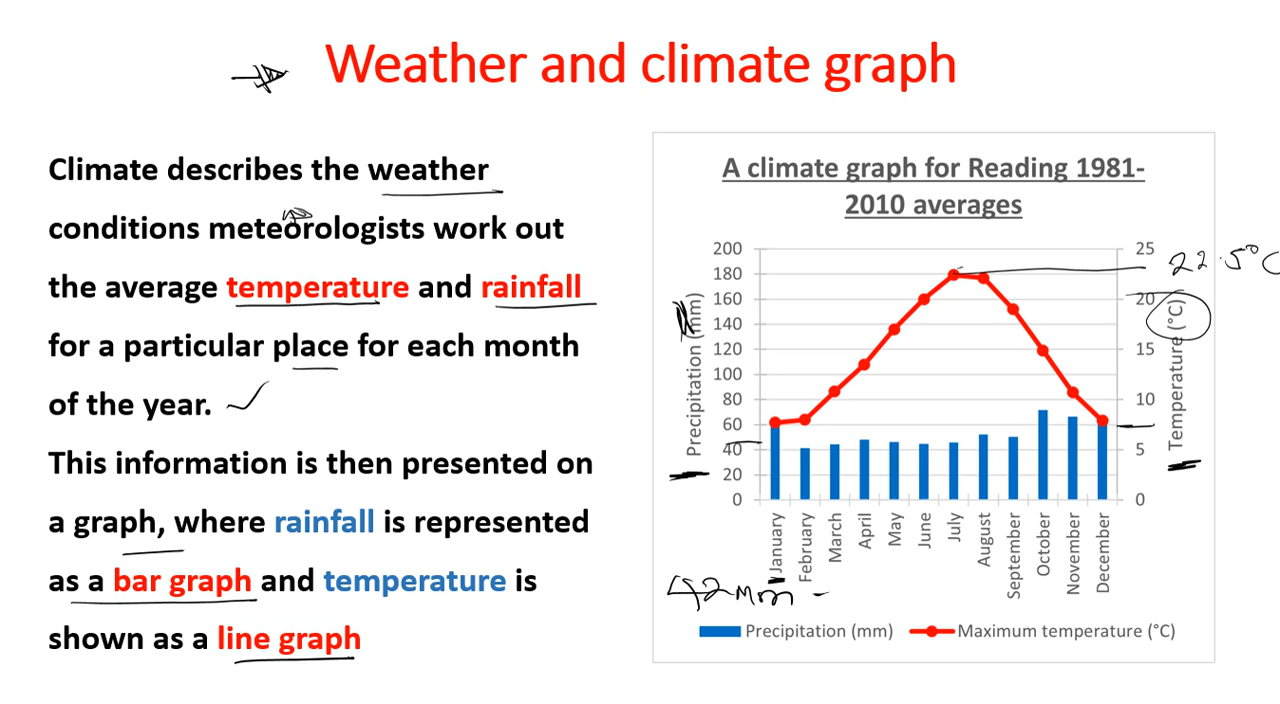 Weather and climate graph
Climate describes the weather
conditions meteorologists work out
the average temperature and rainfall
for a particular place for each month
of the year.
This information is then presented on
a graph, where rainfall is represented
as a bar graph and temperature is
shown as a line graph
A climate graph for Reading 1981-
2010 averages
Precipitation (mm)
200
180
160
140
120
100
80
60
40
20
0
25
20
15
10
5
0
Temperature (°C)
22.5°C
January
February
March
April
May
June
July
August
September
October
November
December
42mm -
Precipitation (mm) Maximum temperature (°C)